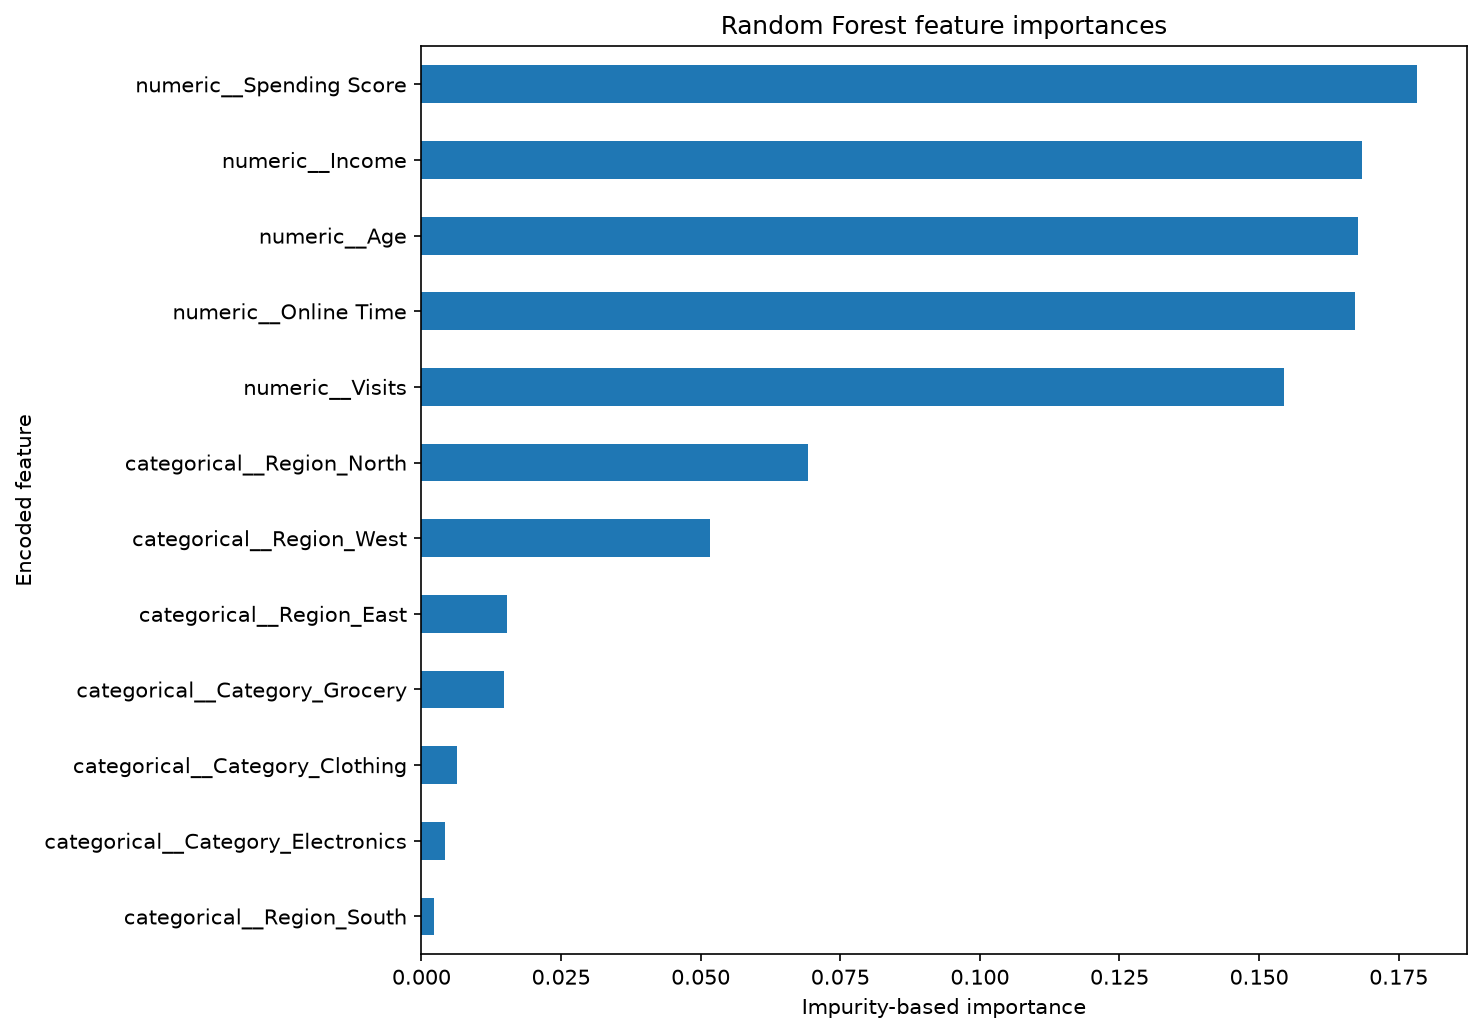 Random Forest feature importances
Encoded feature
numeric__Spending Score
numeric__Income
numeric__Age
numeric__Online Time
numeric__Visits
categorical__Region_North
categorical__Region_West
categorical__Region_East
categorical__Category_Grocery
categorical__Category_Clothing
categorical__Category_Electronics
categorical__Region_South
0.000 0.025 0.050 0.075 0.100 0.125 0.150 0.175
Impurity-based importance